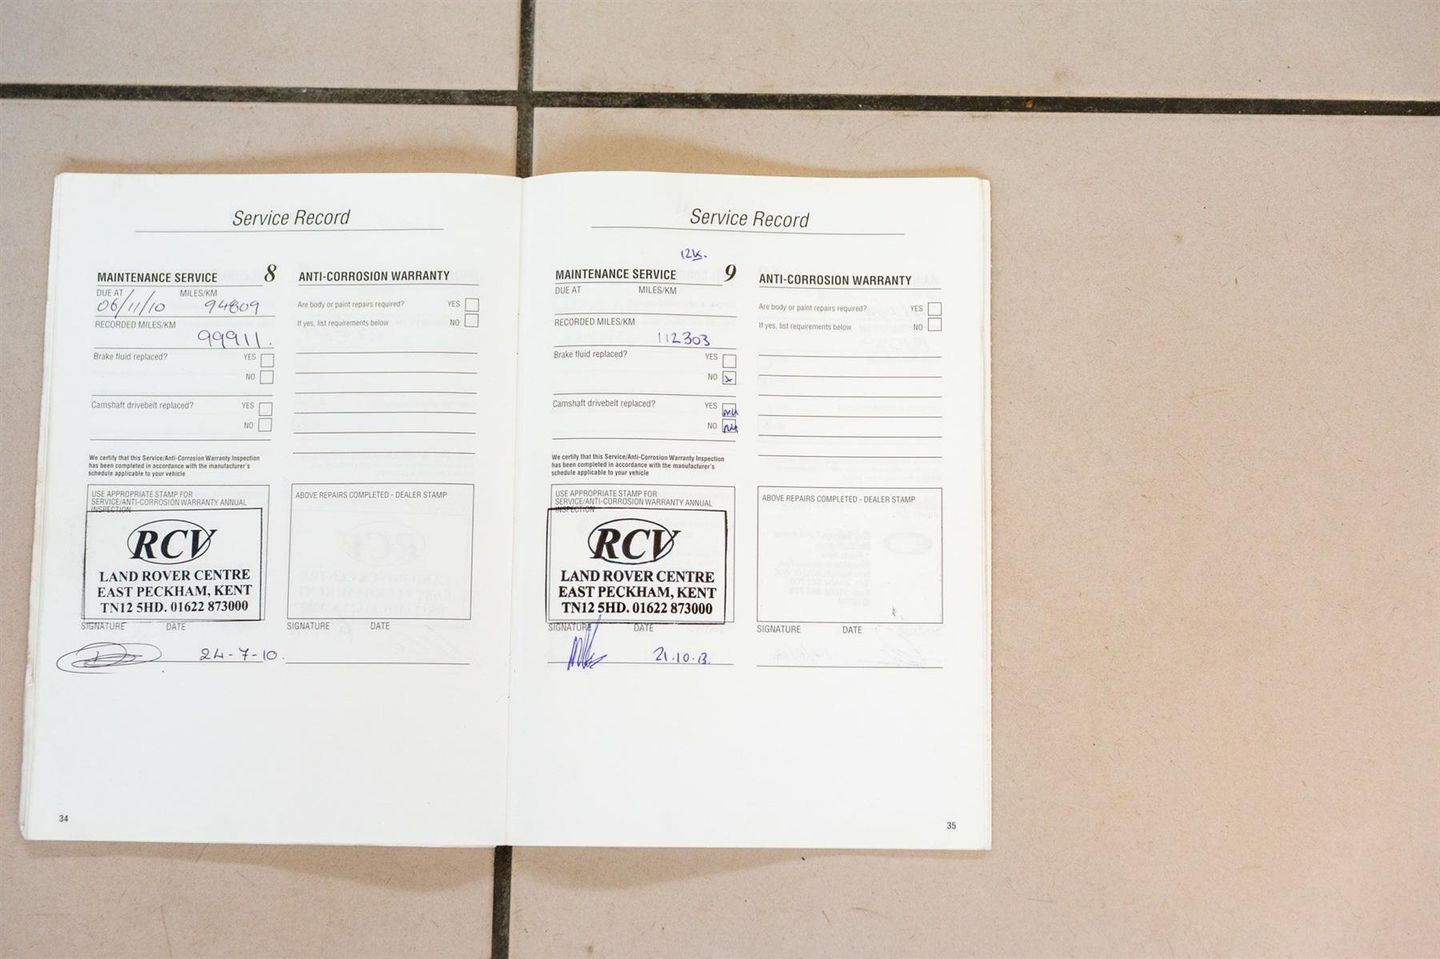 Service Record
MAINTENANCE SERVICE 8
DUE AT MILES/KM
06/11/10 94809
RECORDED MILES/KM
99911.
Brake fluid replaced? YES
NO
Camshaft drivebelt replaced? YES
NO
We certify that this Service/Anti-Corrosion Warranty Inspection
has been completed in accordance with the manufacturer's
schedule applicable to your vehicle
USE APPROPRIATE STAMP FOR
SERVICE/ANTI-CORROSION WARRANTY ANNUAL
INSPECTION
RCV
LAND ROVER CENTRE
EAST PECKHAM, KENT
TN12 5HD. 01622 873000
SIGNATURE DATE
24-7-10.
ANTI-CORROSION WARRANTY
Are body or paint repairs required? YES
If yes, list requirements below NO
ABOVE REPAIRS COMPLETED - DEALER STAMP
SIGNATURE DATE
34
Service Record
12k.
MAINTENANCE SERVICE 9
DUE AT MILES/KM
RECORDED MILES/KM
112303
Brake fluid replaced? YES
NO x
Camshaft drivebelt replaced? YES
NO
We certify that this Service/Anti-Corrosion Warranty Inspection
has been completed in accordance with the manufacturer's
schedule applicable to your vehicle
USE APPROPRIATE STAMP FOR
SERVICE/ANTI-CORROSION WARRANTY ANNUAL
INSPECTION
RCV
LAND ROVER CENTRE
EAST PECKHAM, KENT
TN12 5HD. 01622 873000
SIGNATURE DATE
21.10.13.
ANTI-CORROSION WARRANTY
Are body or paint repairs required? YES
If yes, list requirements below NO
ABOVE REPAIRS COMPLETED - DEALER STAMP
SIGNATURE DATE
35